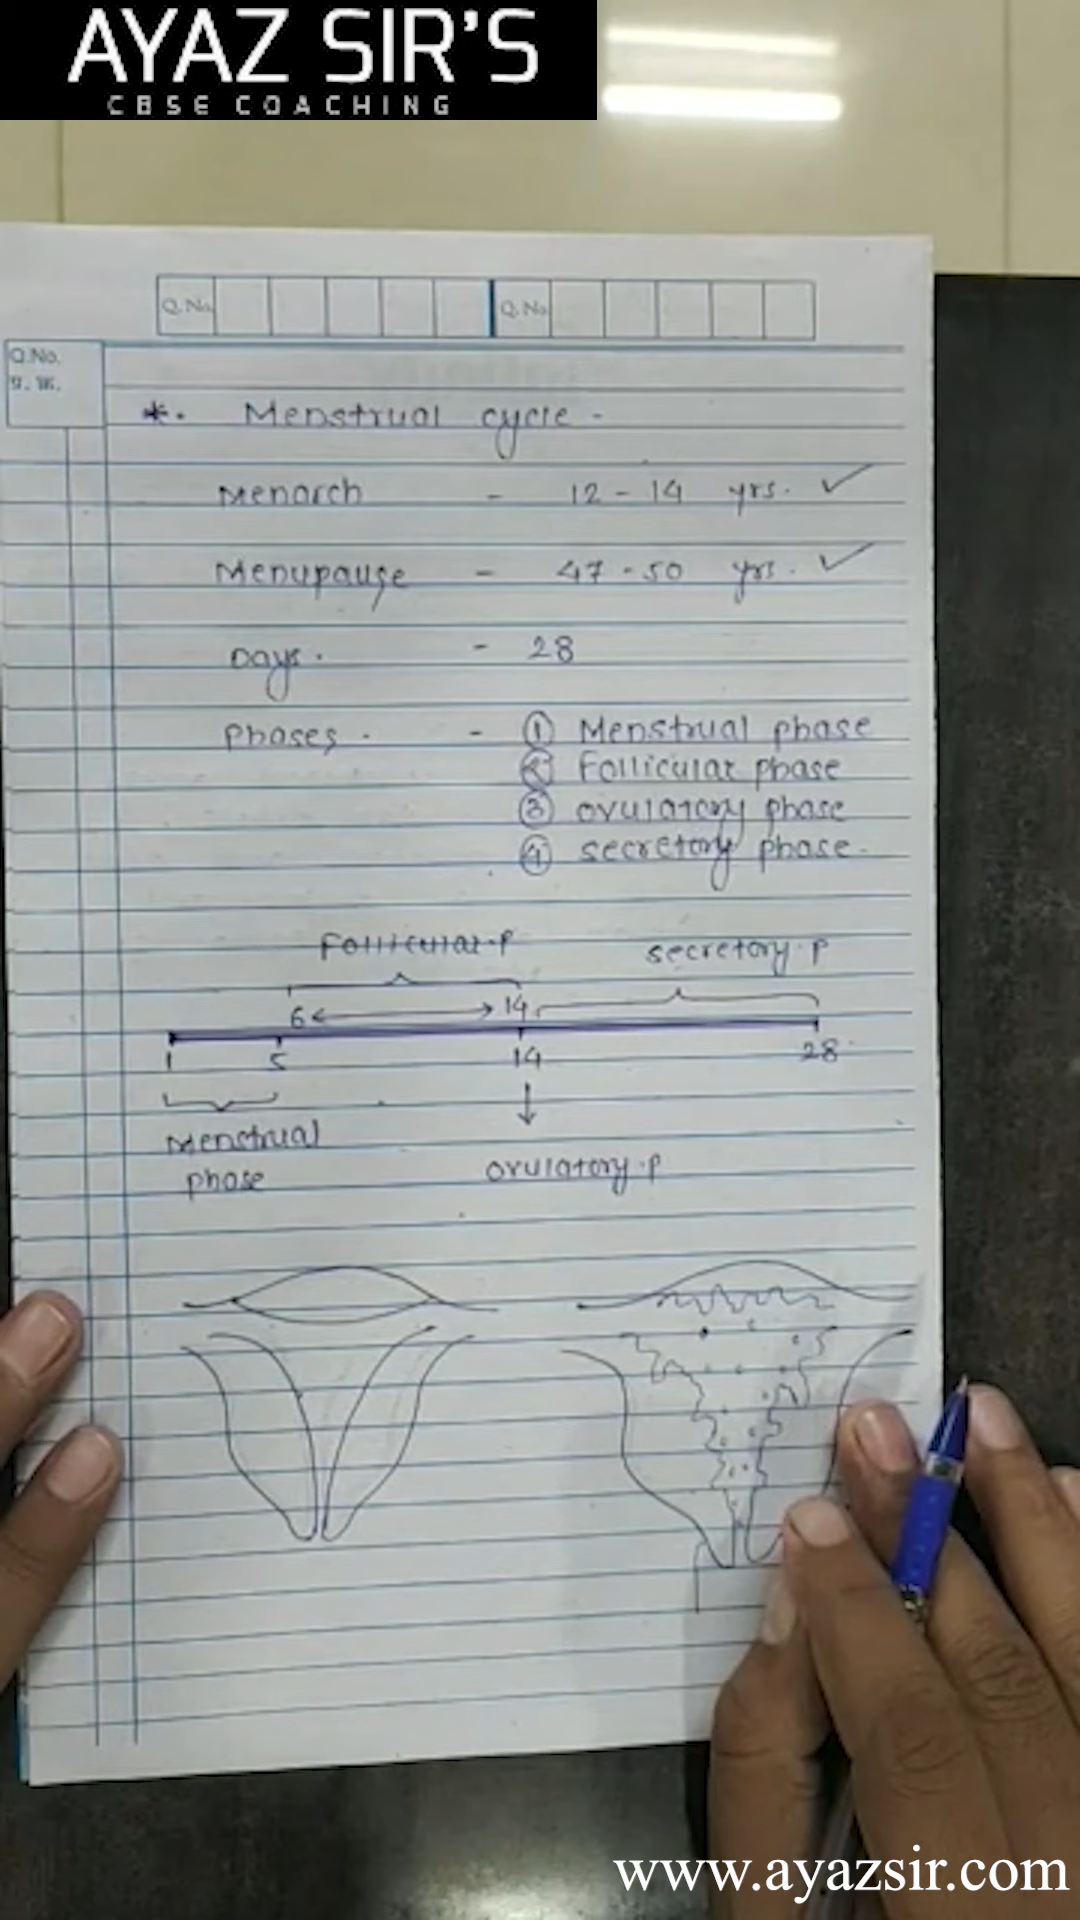 AYAZ SIR'S
CBSE COACHING
Q.No. Q.No.
Q.No.
प्र. क्र.
*. Menstrual cycle -
Menarch - 12 - 14 yrs. ✓
Menupause - 47 - 50 yrs. ✓
Days. - 28
Phases - ① Menstrual phase
② Follicular phase
③ ovulatory phase
④ secretory phase.
Follicular.P secretory.P
6 ←→ 14
1 5 14 28
↓
Menstrual
phase ovulatory.P
www.ayazsir.com